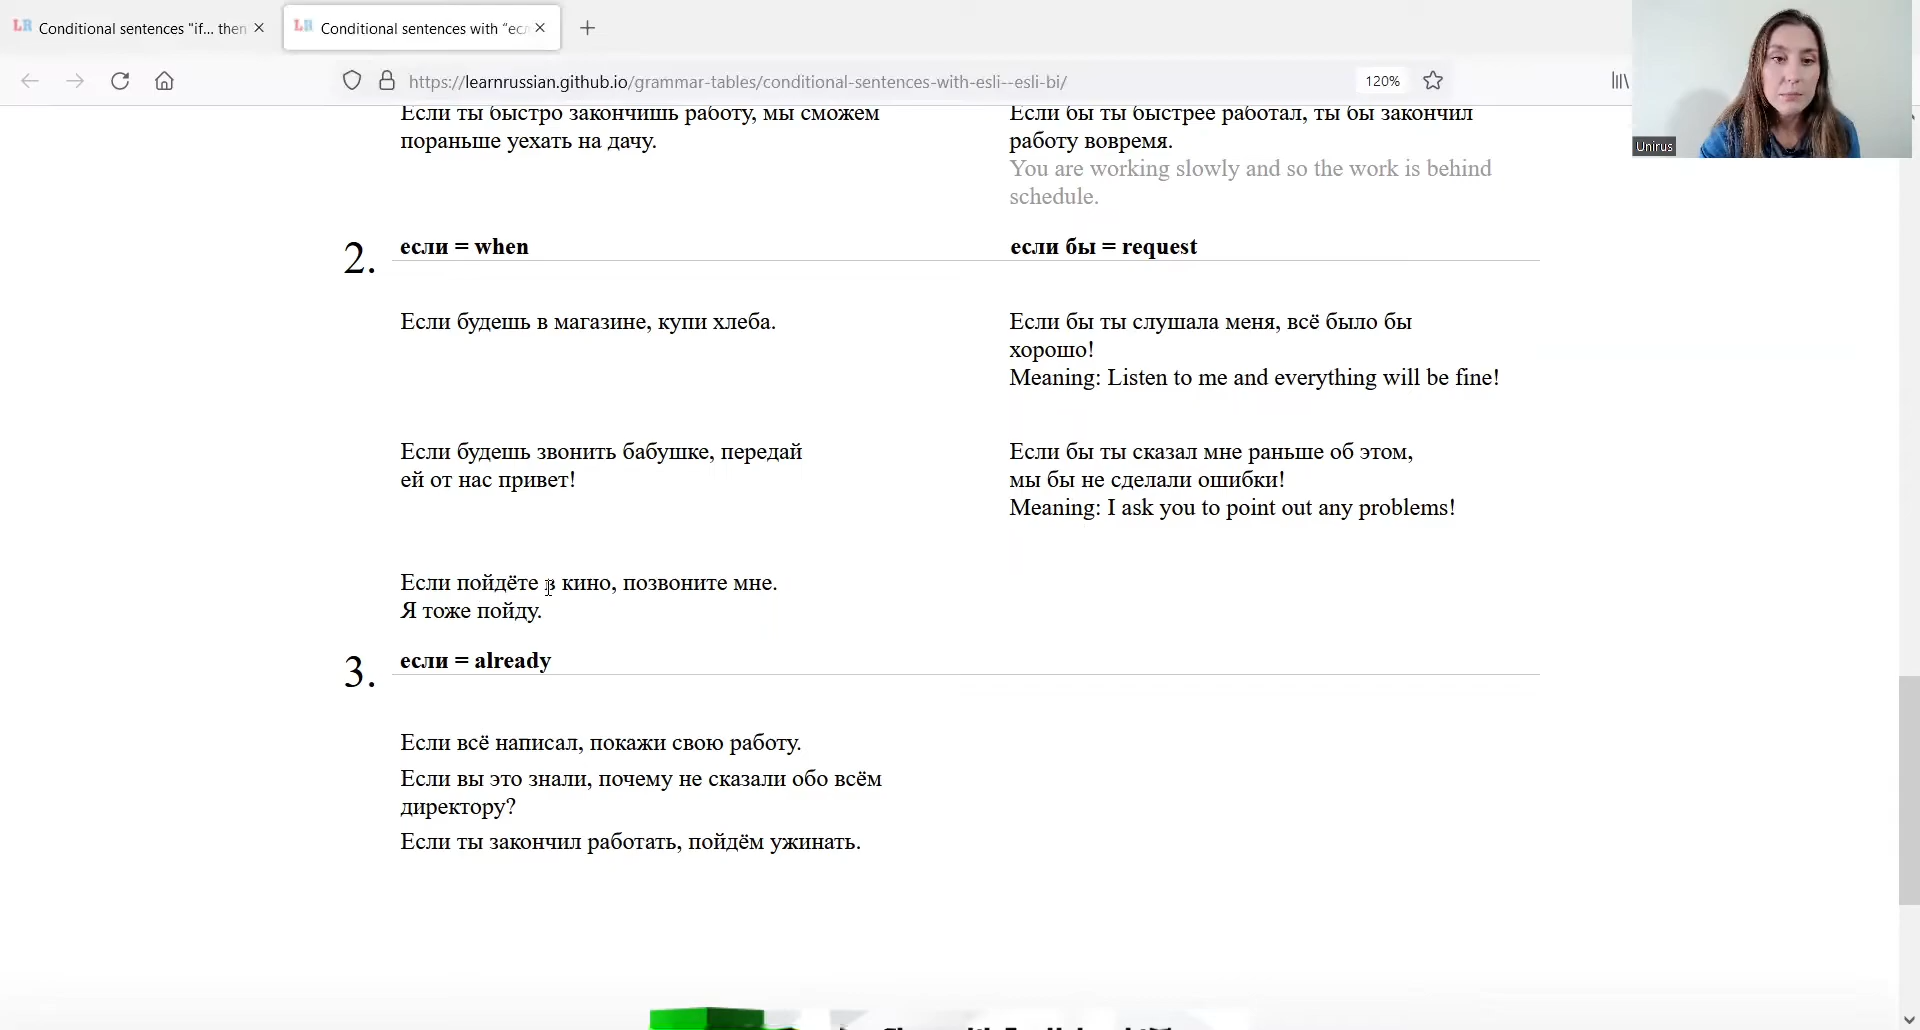 Conditional sentences "if... then
Conditional sentences with "есл
https://learnrussian.github.io/grammar-tables/conditional-sentences-with-esli--esli-bi/
120%
Unirus
Если ты быстро закончишь работу, мы сможем
пораньше уехать на дачу.
Если бы ты быстрее работал, ты бы закончил
работу вовремя.
You are working slowly and so the work is behind
schedule.
2.
если = when
если бы = request
Если будешь в магазине, купи хлеба.
Если бы ты слушала меня, всё было бы
хорошо!
Meaning: Listen to me and everything will be fine!
Если будешь звонить бабушке, передай
ей от нас привет!
Если бы ты сказал мне раньше об этом,
мы бы не сделали ошибки!
Meaning: I ask you to point out any problems!
Если пойдёте в кино, позвоните мне.
Я тоже пойду.
3.
если = already
Если всё написал, покажи свою работу.
Если вы это знали, почему не сказали обо всём
директору?
Если ты закончил работать, пойдём ужинать.